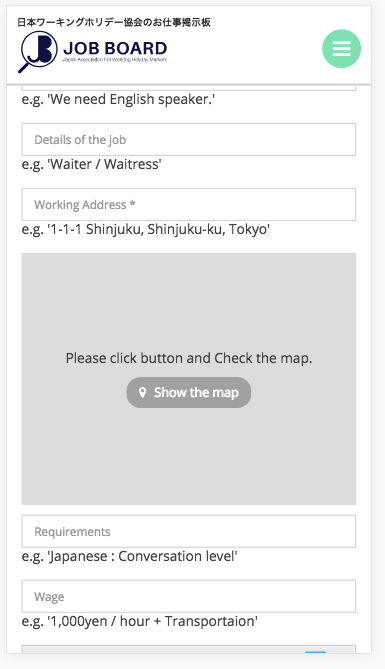 日本ワーキングホリデー協会のお仕事掲示板
JOB BOARD
Japan Association For Working Holiday Makers
e.g. 'We need English speaker.'
Details of the job
e.g. 'Waiter / Waitress'
Working Address *
e.g. '1-1-1 Shinjuku, Shinjuku-ku, Tokyo'
Please click button and Check the map.
Show the map
Requirements
e.g. 'Japanese : Conversation level'
Wage
e.g. '1,000yen / hour + Transportaion'